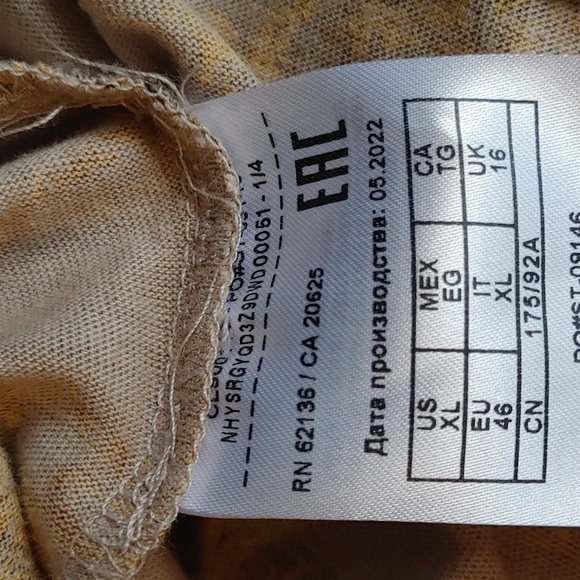 NHYSRGYQD3Z9DWD00051 - 1/4
RN 62136 / CA 20625
EAC
Дата производства: 05.2022
US MEX CA
XL EG TG
EU IT UK
46 XL 16
CN 175/92A